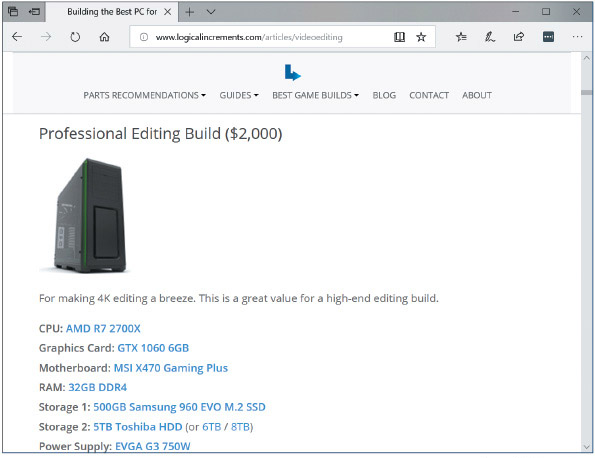 Building the Best PC for
www.logicalincrements.com/articles/videoediting
PARTS RECOMMENDATIONS GUIDES BEST GAME BUILDS BLOG CONTACT ABOUT
Professional Editing Build ($2,000)
For making 4K editing a breeze. This is a great value for a high-end editing build.
CPU: AMD R7 2700X
Graphics Card: GTX 1060 6GB
Motherboard: MSI X470 Gaming Plus
RAM: 32GB DDR4
Storage 1: 500GB Samsung 960 EVO M.2 SSD
Storage 2: 5TB Toshiba HDD (or 6TB / 8TB)
Power Supply: EVGA G3 750W